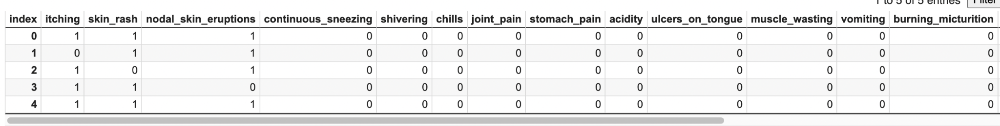 1 to 5 of 5 entries Filter
index itching skin_rash nodal_skin_eruptions continuous_sneezing shivering chills joint_pain stomach_pain acidity ulcers_on_tongue muscle_wasting vomiting burning_micturition
0 1 1 1 0 0 0 0 0 0 0 0 0 0
1 0 1 1 0 0 0 0 0 0 0 0 0 0
2 1 0 1 0 0 0 0 0 0 0 0 0 0
3 1 1 0 0 0 0 0 0 0 0 0 0 0
4 1 1 1 0 0 0 0 0 0 0 0 0 0